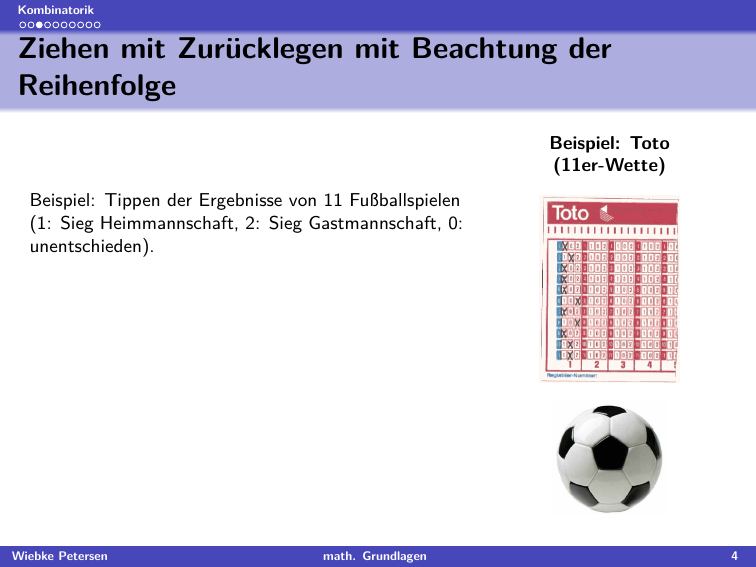 Kombinatorik
Ziehen mit Zurücklegen mit Beachtung der
Reihenfolge
Beispiel: Toto
(11er-Wette)
Beispiel: Tippen der Ergebnisse von 11 Fußballspielen
(1: Sieg Heimmannschaft, 2: Sieg Gastmannschaft, 0:
unentschieden).
Toto
1 2 3 4
Wiebke Petersen
math. Grundlagen
4